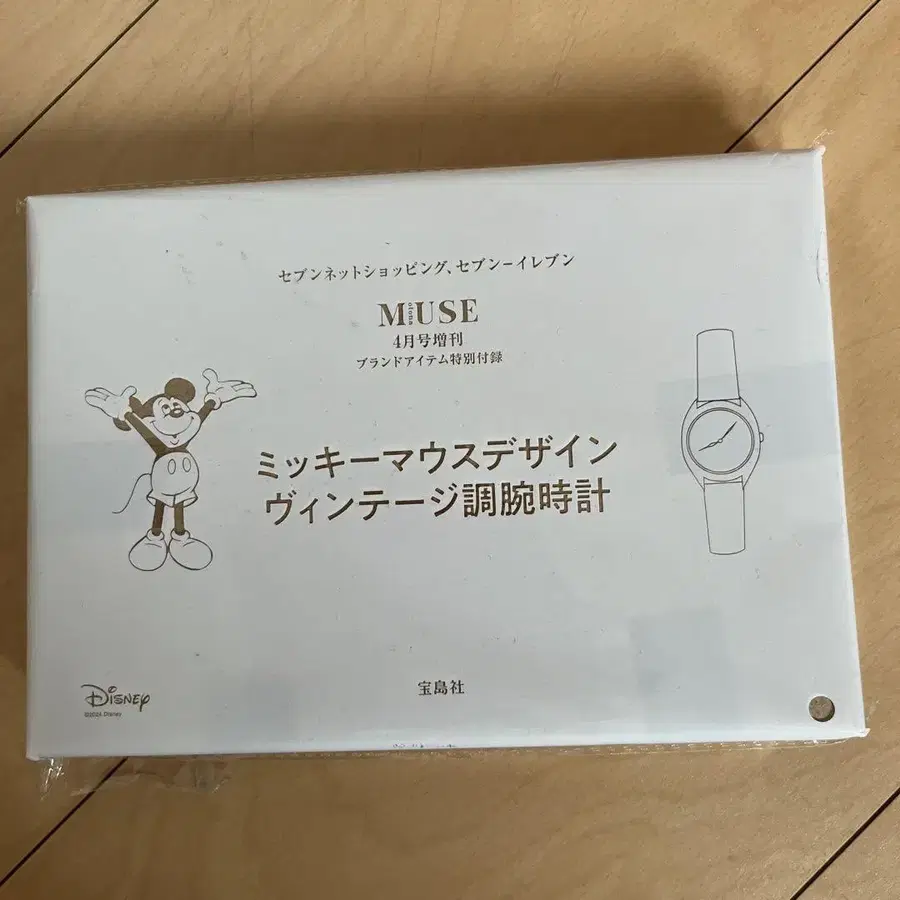 セブンネットショッピング、セブン-イレブン
otona MUSE
4月号増刊
ブランドアイテム特別付録
ミッキーマウスデザイン
ヴィンテージ調腕時計
宝島社
Disney
©2024 Disney